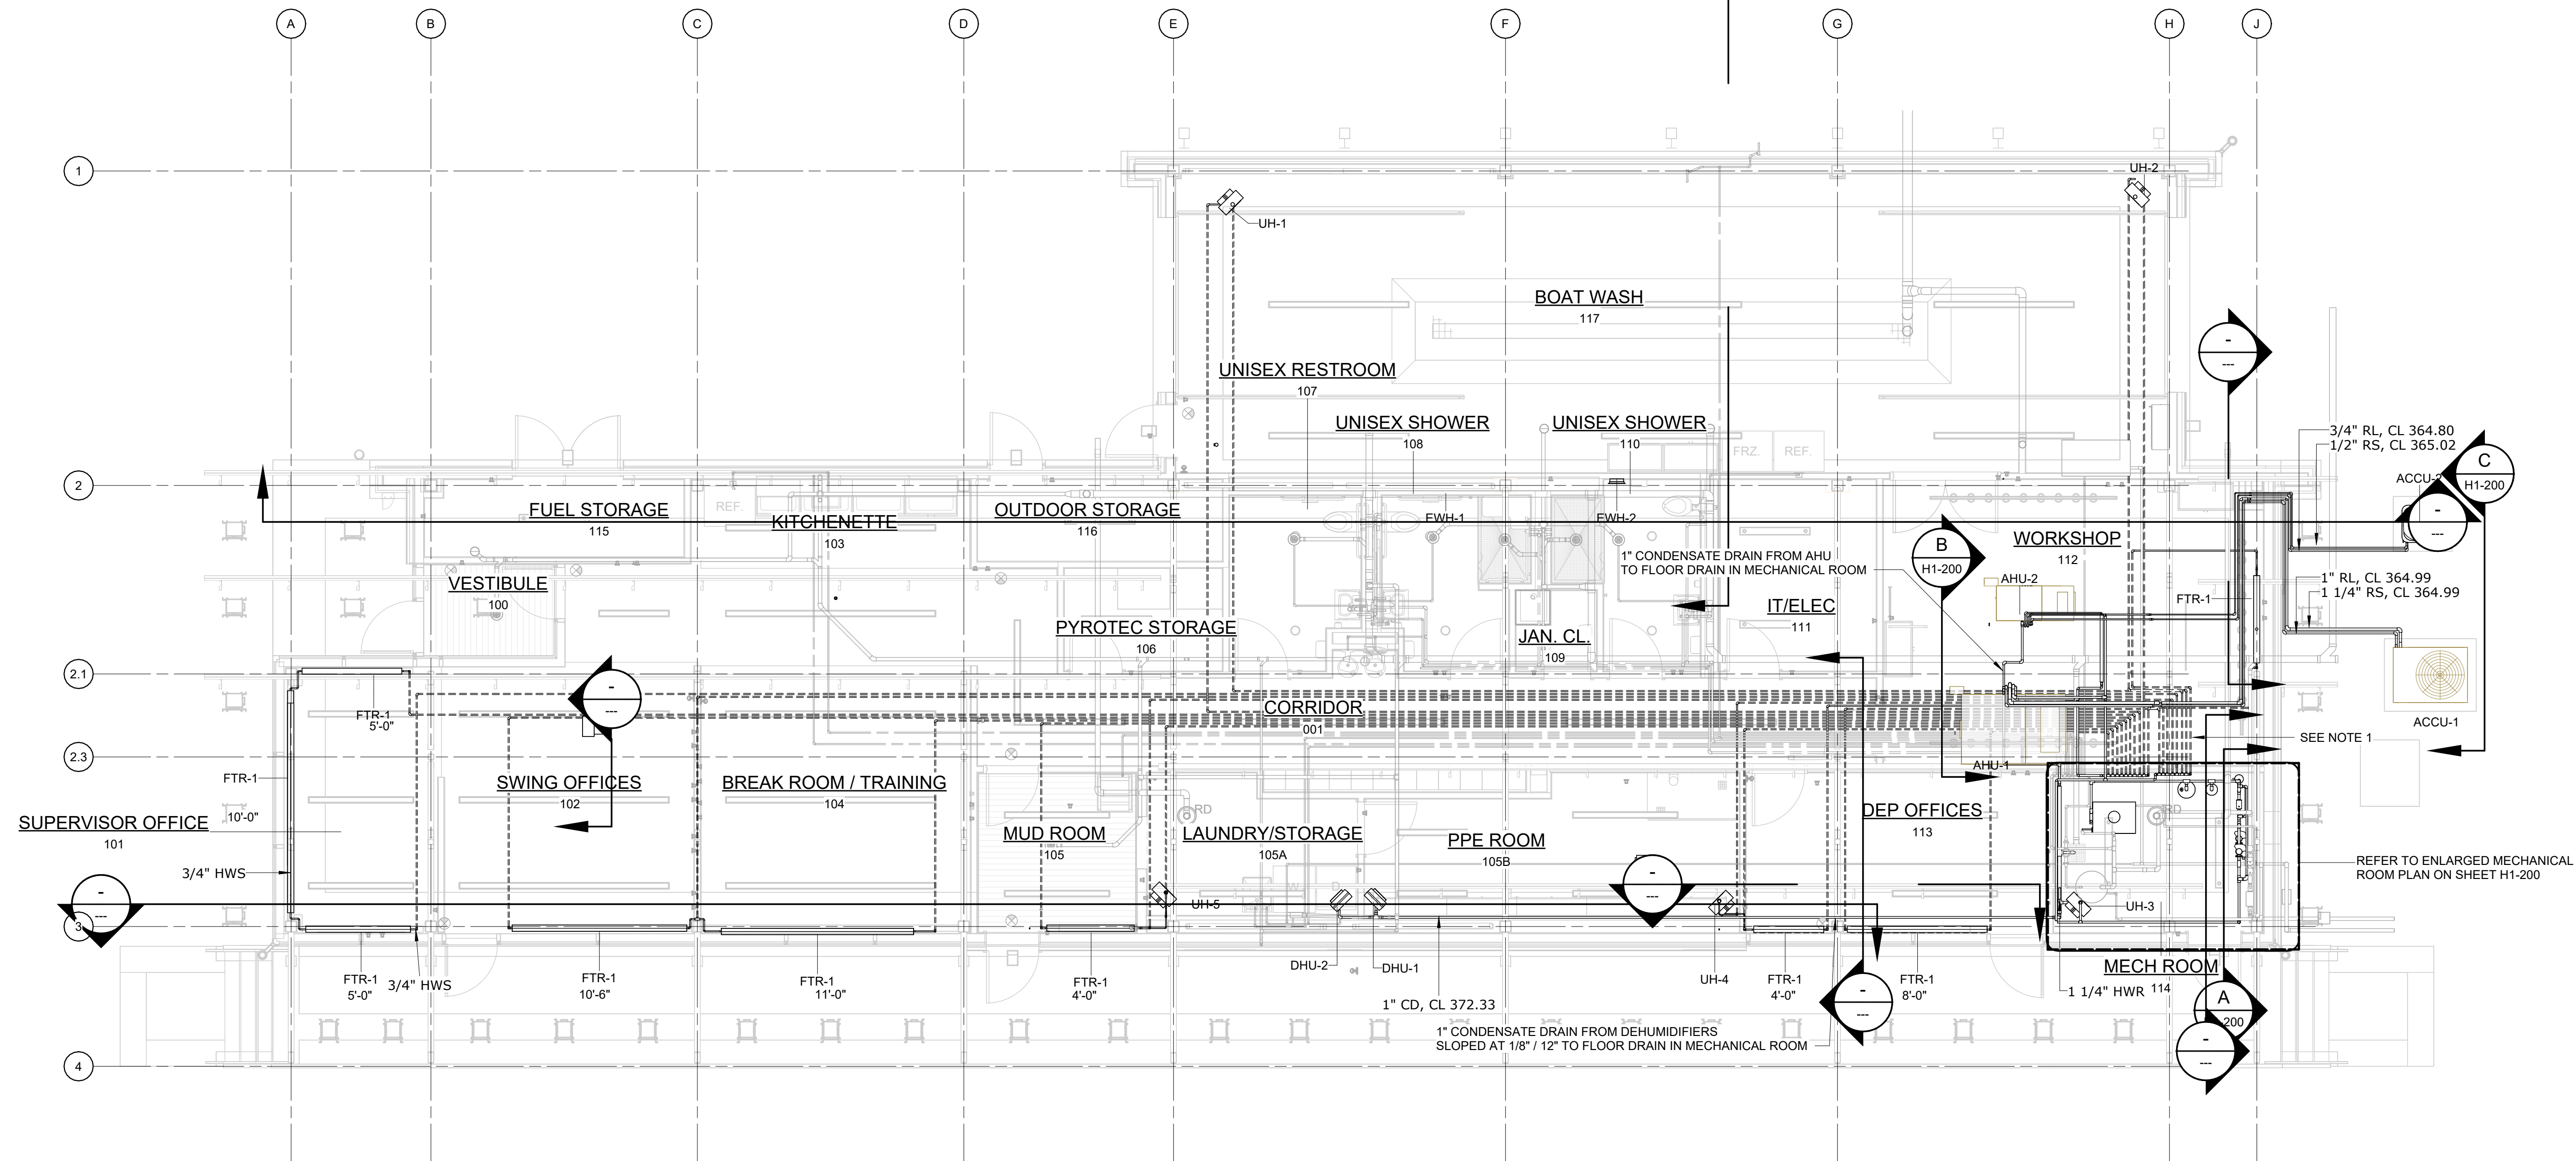 A
B
C
D
E
F
G
H
J
1
UH-2
UH-1
BOAT WASH
117
UNISEX RESTROOM
107
-
---
UNISEX SHOWER
108
UNISEX SHOWER
110
3/4" RL, CL 364.80
1/2" RS, CL 365.02
FRZ.
REF.
C
H1-200
2
ACCU-
REF.
FUEL STORAGE
115
KITCHENETTE
103
OUTDOOR STORAGE
116
EWH-1
EWH-2
-
---
WORKSHOP
112
B
H1-200
1" CONDENSATE DRAIN FROM AHU
TO FLOOR DRAIN IN MECHANICAL ROOM
VESTIBULE
100
AHU-2
1" RL, CL 364.99
1 1/4" RS, CL 364.99
FTR-1
IT/ELEC
111
PYROTEC STORAGE
106
JAN. CL.
109
2.1
-
---
CORRIDOR
001
FTR-1
5'-0"
ACCU-1
SEE NOTE 1
2.3
AHU-1
FTR-1
10'-0"
SWING OFFICES
102
BREAK ROOM / TRAINING
104
RD
RD
DEP OFFICES
113
SUPERVISOR OFFICE
101
MUD ROOM
105
LAUNDRY/STORAGE
105A
PPE ROOM
105B
REFER TO ENLARGED MECHANICAL
ROOM PLAN ON SHEET H1-200
3/4" HWS
W
D
-
---
-
---
UH-5
UH-3
3
DHU-2
DHU-1
MECH ROOM
114
FTR-1
5'-0"
3/4" HWS
FTR-1
10'-6"
FTR-1
11'-0"
FTR-1
4'-0"
UH-4
FTR-1
4'-0"
FTR-1
8'-0"
1 1/4" HWR
1" CD, CL 372.33
-
---
A
-200
1" CONDENSATE DRAIN FROM DEHUMIDIFIERS
SLOPED AT 1/8" / 12" TO FLOOR DRAIN IN MECHANICAL ROOM
-
---
4